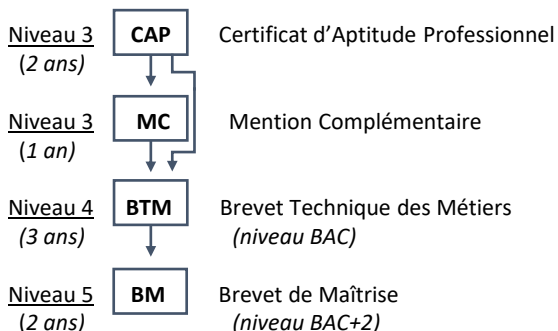 Niveau 3 CAP Certificat d’Aptitude Professionnel
(2 ans)
Niveau 3 MC Mention Complémentaire
(1 an)
Niveau 4 BTM Brevet Technique des Métiers
(3 ans) (niveau BAC)
Niveau 5 BM Brevet de Maîtrise
(2 ans) (niveau BAC+2)